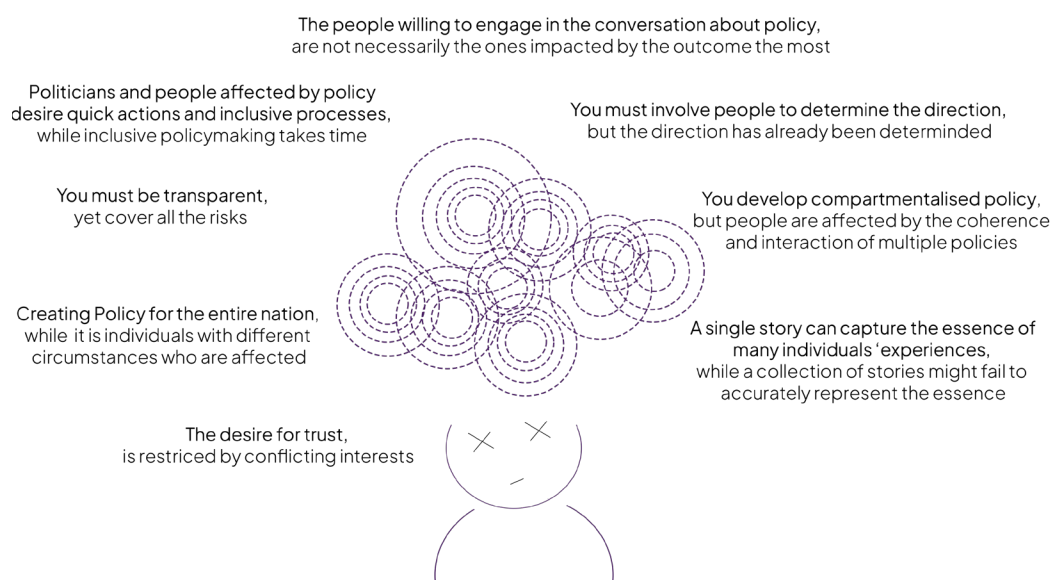 The people willing to engage in the conversation about policy,
are not necessarily the ones impacted by the outcome the most
Politicians and people affected by policy
desire quick actions and inclusive processes,
while inclusive policymaking takes time
You must involve people to determine the direction,
but the direction has already been determinded
You must be transparent,
yet cover all the risks
You develop compartmentalised policy,
but people are affected by the coherence
and interaction of multiple policies
Creating Policy for the entire nation,
while it is individuals with different
circumstances who are affected
A single story can capture the essence of
many individuals ‘experiences,
while a collection of stories might fail to
accurately represent the essence
The desire for trust,
is restriced by conflicting interests